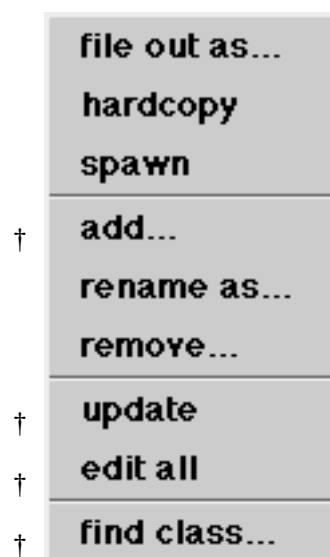 file out as...
hardcopy
spawn
† add...
rename as...
remove...
† update
† edit all
† find class...